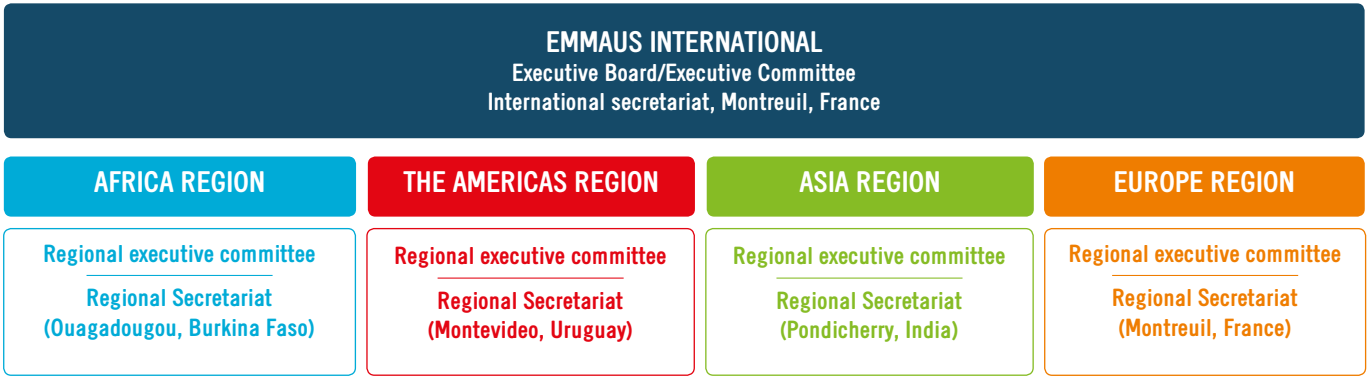 EMMAUS INTERNATIONAL
Executive Board/Executive Committee
International secretariat, Montreuil, France
AFRICA REGION
Regional executive committee
Regional Secretariat
(Ouagadougou, Burkina Faso)
THE AMERICAS REGION
Regional executive committee
Regional Secretariat
(Montevideo, Uruguay)
ASIA REGION
Regional executive committee
Regional Secretariat
(Pondicherry, India)
EUROPE REGION
Regional executive committee
Regional Secretariat
(Montreuil, France)